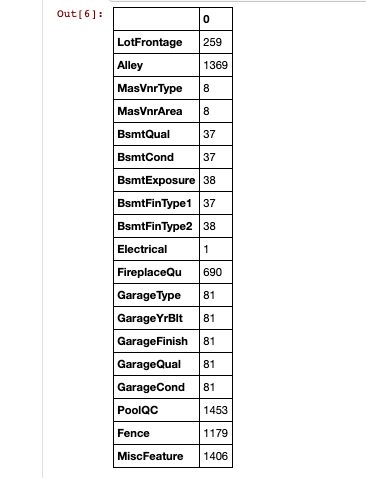 Out[6]:
0
LotFrontage 259
Alley 1369
MasVnrType 8
MasVnrArea 8
BsmtQual 37
BsmtCond 37
BsmtExposure 38
BsmtFinType1 37
BsmtFinType2 38
Electrical 1
FireplaceQu 690
GarageType 81
GarageYrBlt 81
GarageFinish 81
GarageQual 81
GarageCond 81
PoolQC 1453
Fence 1179
MiscFeature 1406